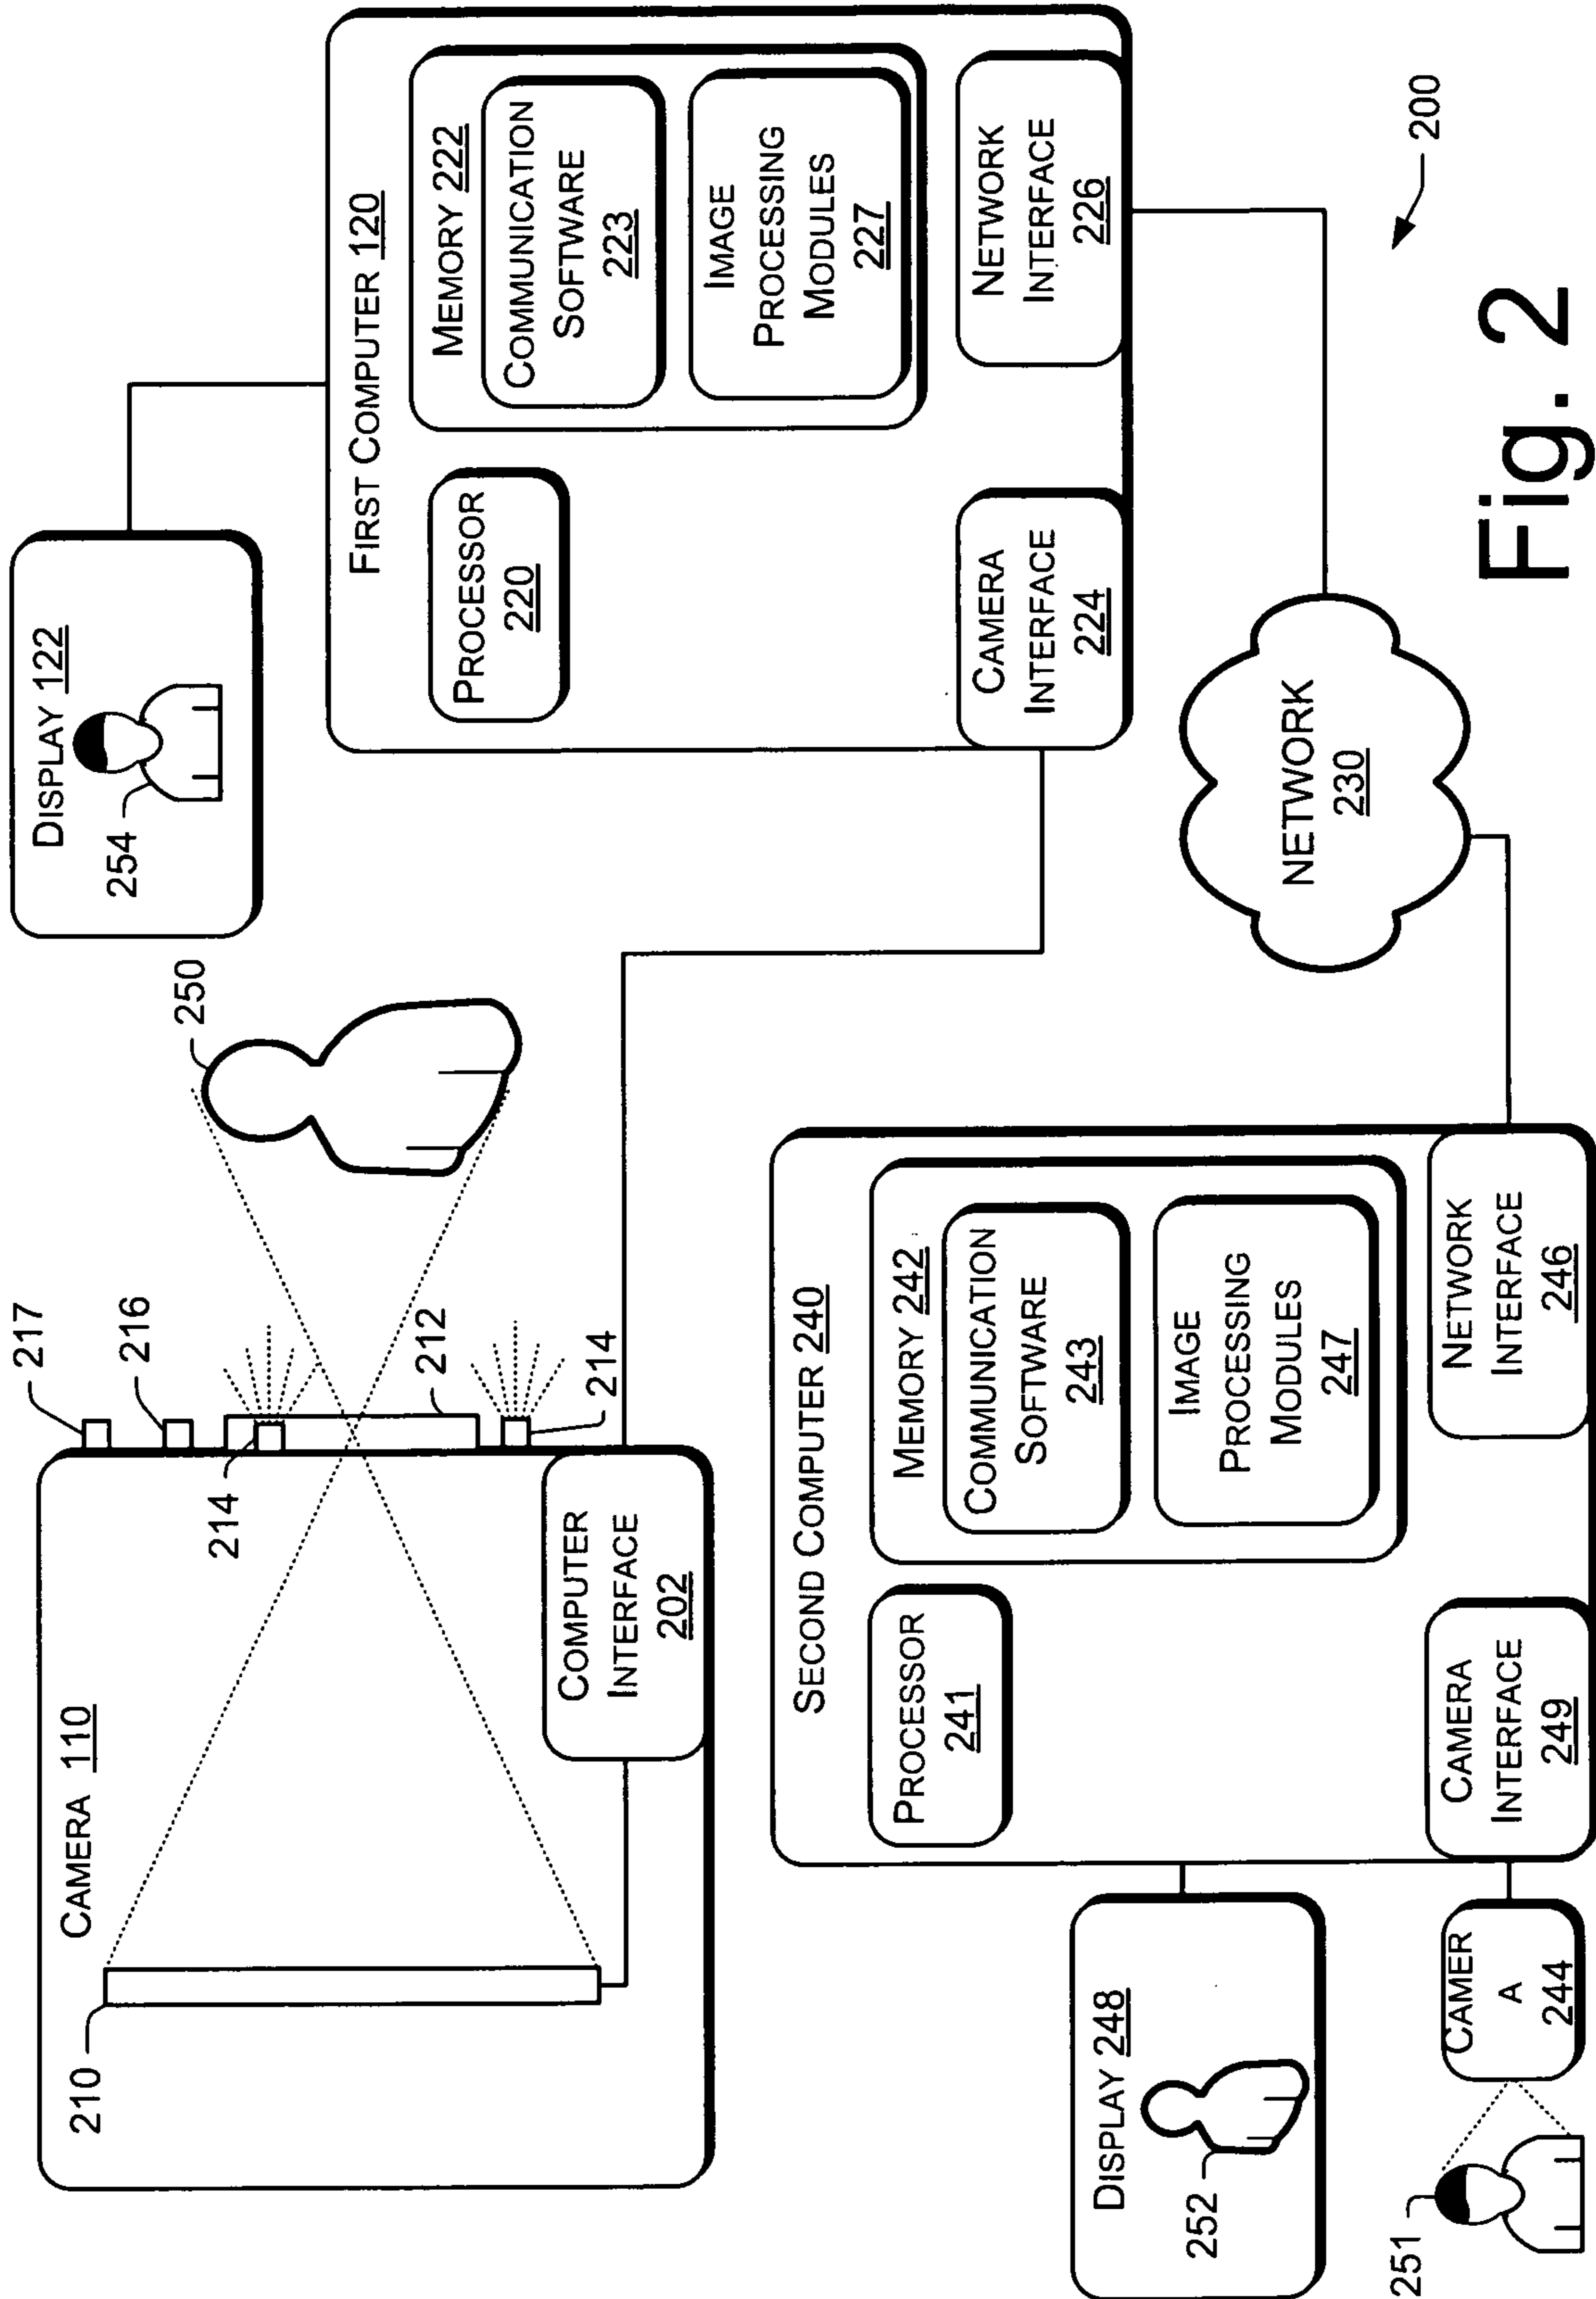 CAMERA 110
210
217
216
214
212
214
250
COMPUTER
INTERFACE
202
DISPLAY 122
254
FIRST COMPUTER 120
PROCESSOR
220
MEMORY 222
COMMUNICATION
SOFTWARE
223
IMAGE
PROCESSING
MODULES
227
CAMERA
INTERFACE
224
NETWORK
INTERFACE
226
SECOND COMPUTER 240
PROCESSOR
241
MEMORY 242
COMMUNICATION
SOFTWARE
243
IMAGE
PROCESSING
MODULES
247
CAMERA
INTERFACE
249
NETWORK
INTERFACE
246
DISPLAY 248
252
CAMER
A
244
251
NETWORK
230
200
Fig. 2